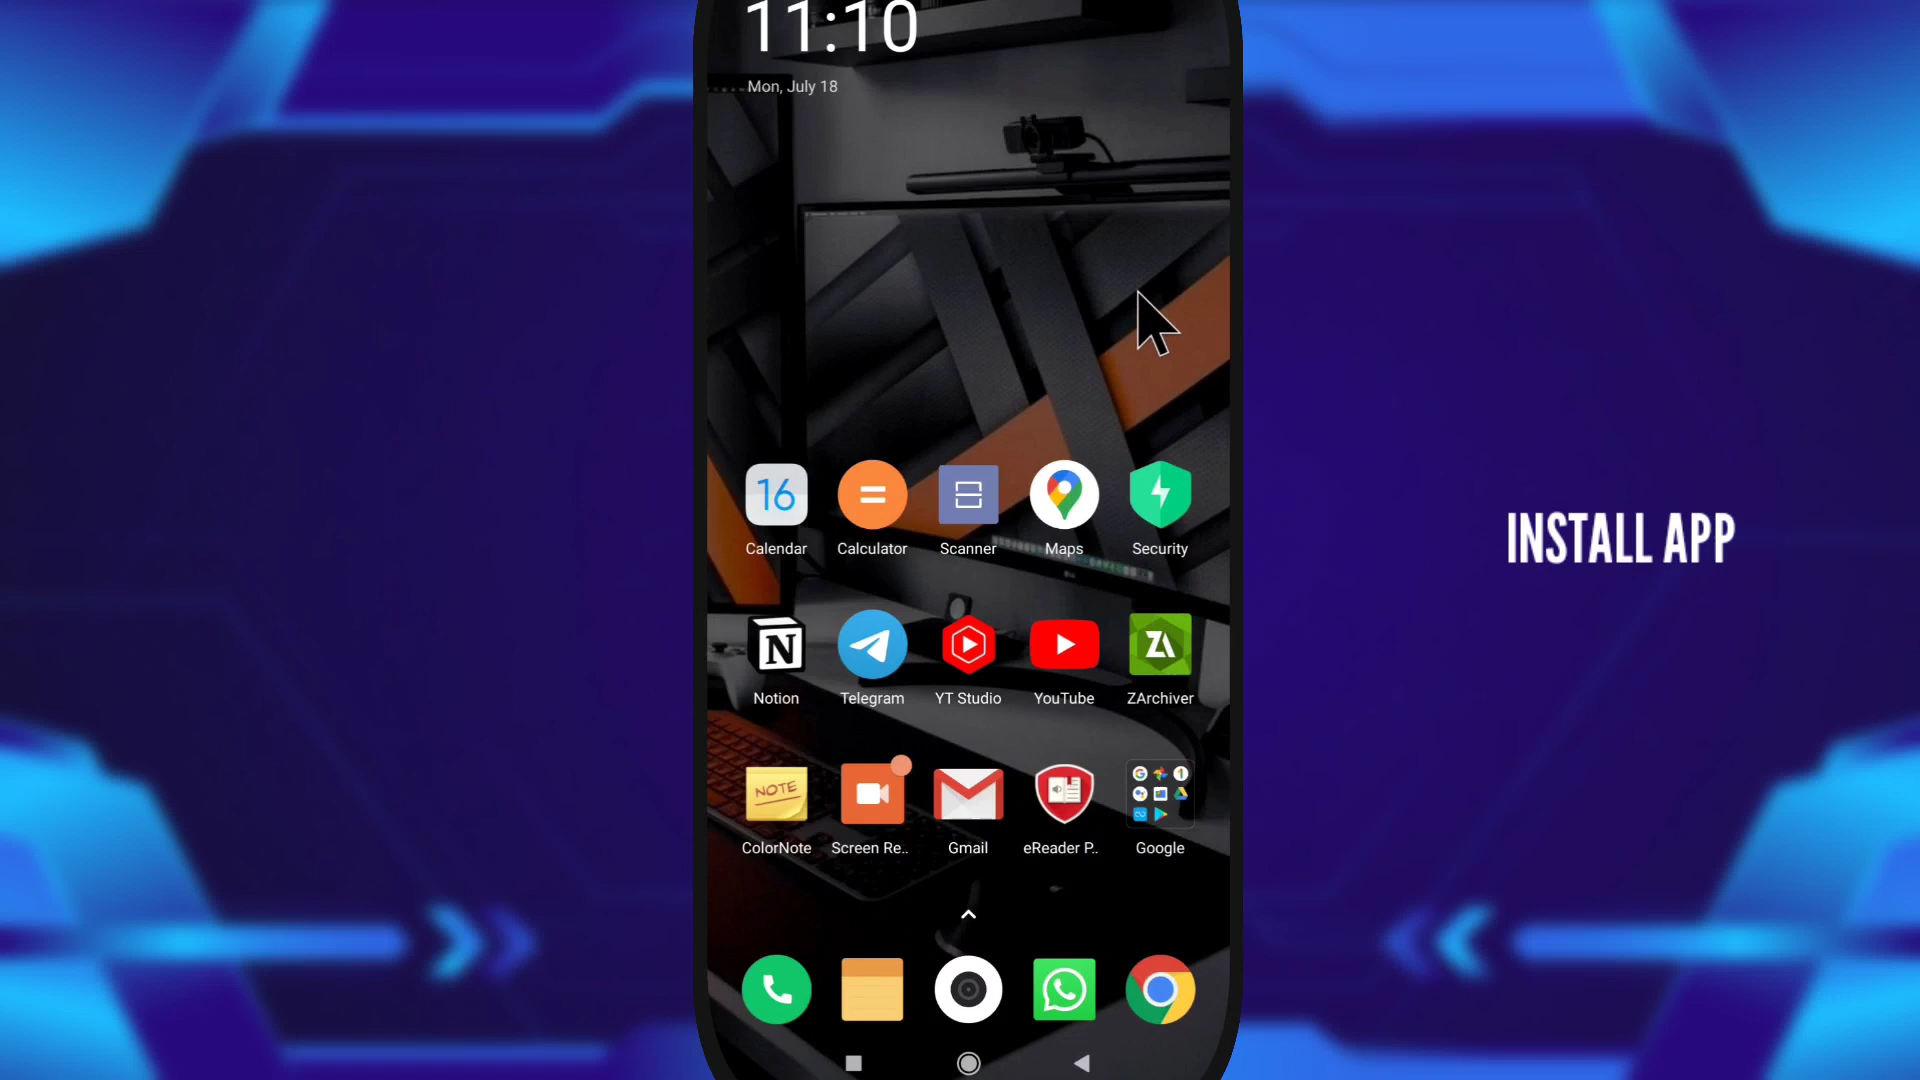 11:10
Mon, July 18
INSTALL APP
16
Calendar
Calculator
Scanner
Maps
Security
N
ZA
Notion
Telegram
YT Studio
YouTube
ZArchiver
NOTE
ColorNote
Screen Re..
Gmail
eReader P..
Google